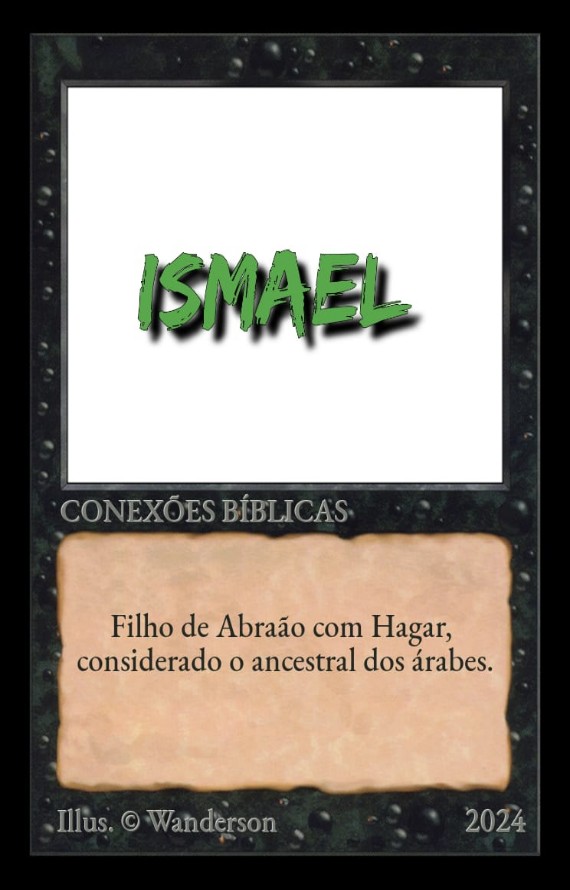 ISMAEL
CONEXÕES BÍBLICAS
Filho de Abraão com Hagar,
considerado o ancestral dos árabes.
Illus. © Wanderson
2024